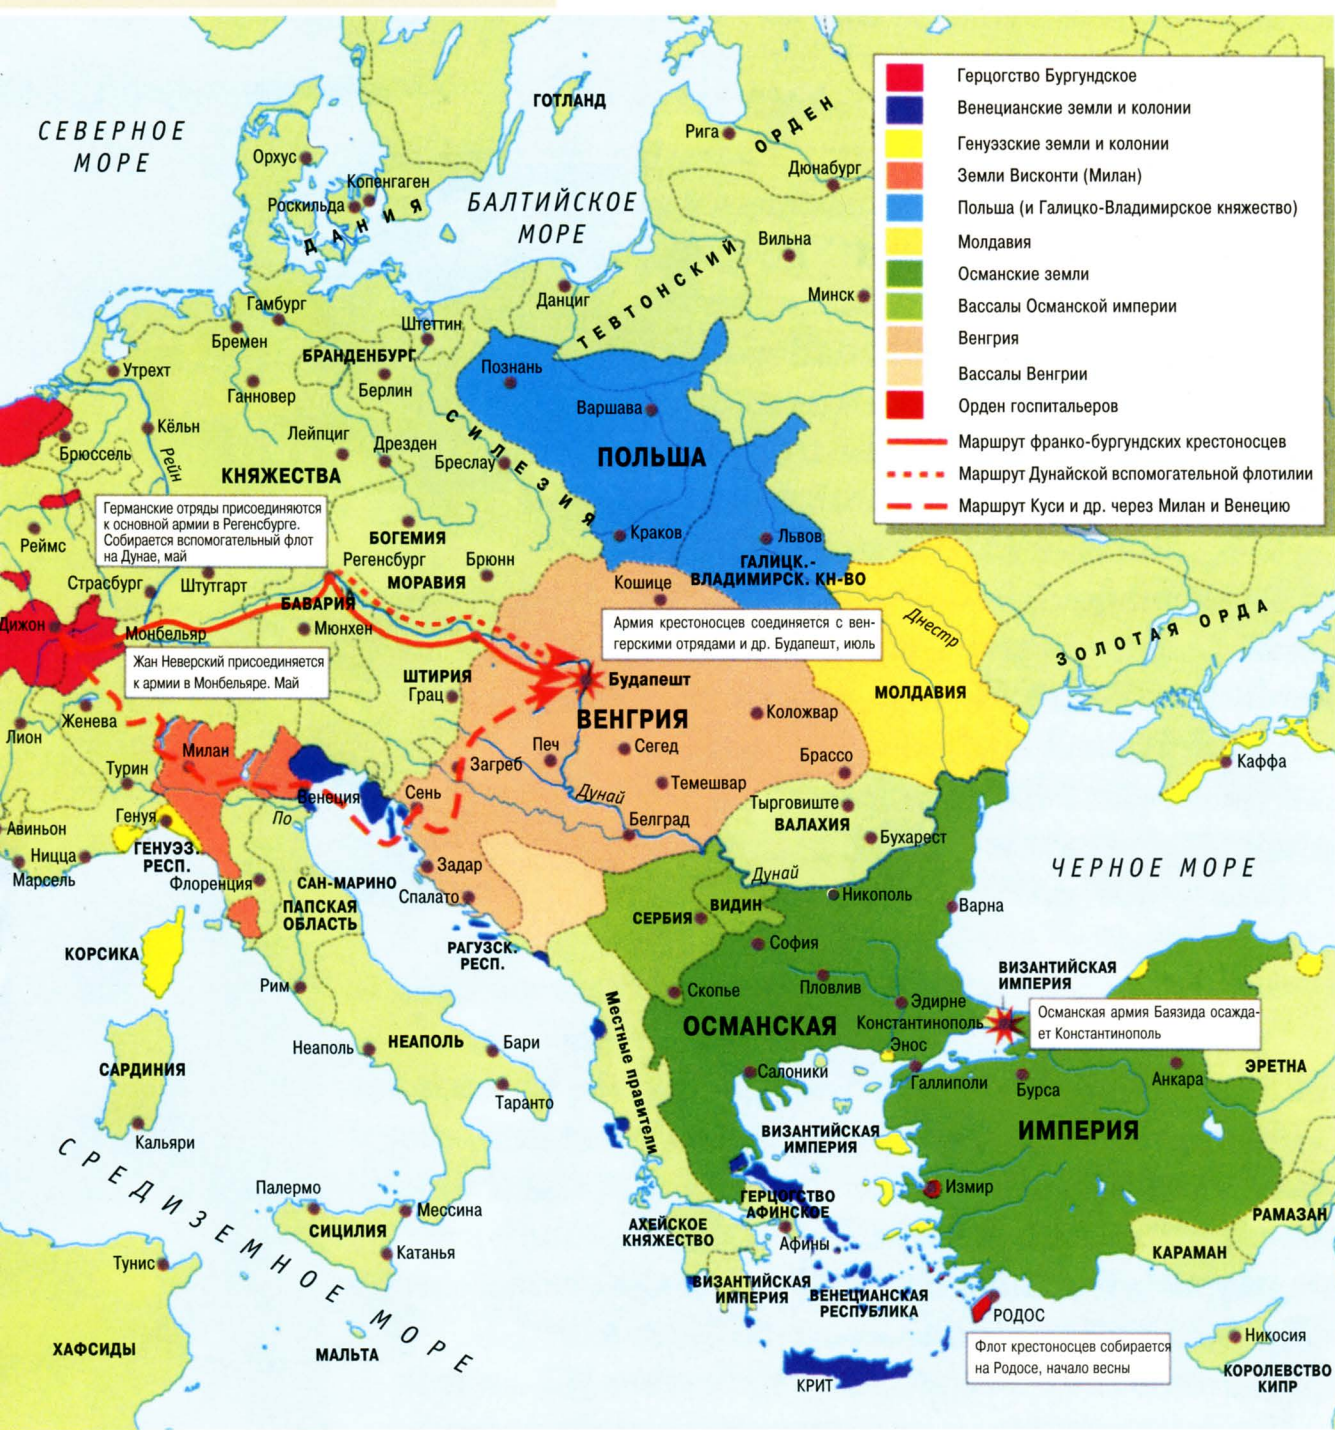 СЕВЕРНОЕ
МОРЕ
ГОТЛАНД
БАЛТИЙСКОЕ
МОРЕ
Орхус
Копенгаген
Роскильда
ДАНИЯ
Рига
ОРДЕН
Дюнабург
Вильна
Минск
ТЕВТОНСКИЙ
Данциг
Герцогство Бургундское
Венецианские земли и колонии
Генуэзские земли и колонии
Земли Висконти (Милан)
Польша (и Галицко-Владимирское княжество)
Молдавия
Османские земли
Вассалы Османской империи
Венгрия
Вассалы Венгрии
Орден госпитальеров
Маршрут франко-бургундских крестоносцев
Маршрут Дунайской вспомогательной флотилии
Маршрут Куси и др. через Милан и Венецию
Гамбург
Бремен
Штеттин
БРАНДЕНБУРГ
Утрехт
Ганновер
Берлин
Познань
Варшава
Кёльн
Рейн
Брюссель
Лейпциг
Дрезден
Бреслау
СИЛЕЗИЯ
ПОЛЬША
КНЯЖЕСТВА
Германские отряды присоединяются
к основной армии в Регенсбурге.
Собирается вспомогательный флот
на Дунае, май
Реймс
БОГЕМИЯ
Регенсбург
Брюнн
МОРАВИЯ
Краков
Львов
ГАЛИЦК.-
ВЛАДИМИРСК. КН-ВО
Страсбург
Штутгарт
БАВАРИЯ
Мюнхен
Кошице
Дижон
Монбельяр
Жан Неверский присоединяется
к армии в Монбельяре. Май
Армия крестоносцев соединяется с вен-
герскими отрядами и др. Будапешт, июль
Днестр
ЗОЛОТАЯ ОРДА
ШТИРИЯ
Грац
Будапешт
ВЕНГРИЯ
МОЛДАВИЯ
Женева
Лион
Милан
Турин
Коложвар
Печ
Сегед
Загреб
Темешвар
Брассо
Каффа
Венеция
По
Сень
Дунай
Белград
Тырговиште
ВАЛАХИЯ
Бухарест
Генуя
Авиньон
Ницца
Марсель
ГЕНУЭЗ.
РЕСП.
Флоренция
САН-МАРИНО
ПАПСКАЯ
ОБЛАСТЬ
Задар
Спалато
РАГУЗСК.
РЕСП.
СЕРБИЯ
ВИДИН
Дунай
Никополь
Варна
ЧЕРНОЕ МОРЕ
КОРСИКА
Рим
София
Пловлив
Скопье
Эдирне
ВИЗАНТИЙСКАЯ
ИМПЕРИЯ
Константинополь
Османская армия Баязида осажда-
ет Константинополь
ОСМАНСКАЯ
Местные правители
Энос
САРДИНИЯ
Неаполь
НЕАПОЛЬ
Бари
Таранто
Салоники
Галлиполи
Бурса
Анкара
ЭРЕТНА
Кальяри
ВИЗАНТИЙСКАЯ
ИМПЕРИЯ
ИМПЕРИЯ
СРЕДИЗЕМНОЕ МОРЕ
Палермо
Мессина
СИЦИЛИЯ
Катанья
ГЕРЦОГСТВО
АФИНСКОЕ
Афины
АХЕЙСКОЕ
КНЯЖЕСТВО
Измир
РАМАЗАН
КАРАМАН
Тунис
ВИЗАНТИЙСКАЯ
ИМПЕРИЯ
ВЕНЕЦИАНСКАЯ
РЕСПУБЛИКА
РОДОС
Флот крестоносцев собирается
на Родосе, начало весны
Никосия
КОРОЛЕВСТВО
КИПР
ХАФСИДЫ
МАЛЬТА
КРИТ